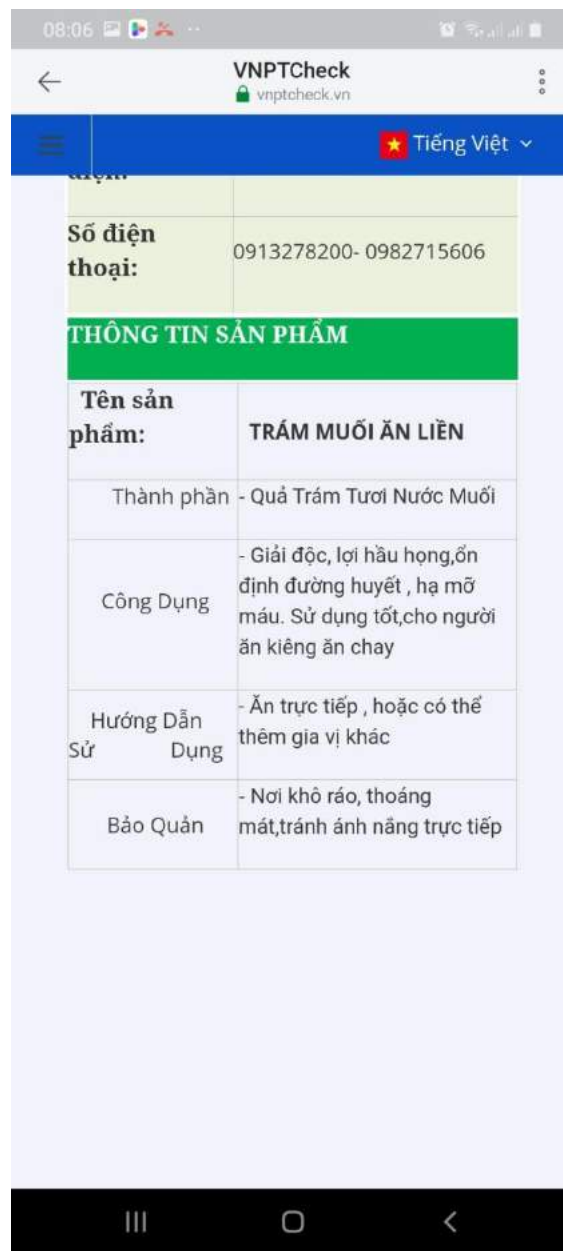 08:06
VNPTCheck
vnptcheck.vn
Tiếng Việt
điện:
Số điện
thoại:
0913278200- 0982715606
THÔNG TIN SẢN PHẨM
Tên sản
phẩm:
TRÁM MUỐI ĂN LIỀN
Thành phần
- Quả Trám Tươi Nước Muối
Công Dụng
- Giải độc, lợi hầu họng,ổn
định đường huyết , hạ mỡ
máu. Sử dụng tốt,cho người
ăn kiêng ăn chay
Hướng Dẫn
Sử Dụng
- Ăn trực tiếp , hoặc có thể
thêm gia vị khác
Bảo Quản
- Nơi khô ráo, thoáng
mát,tránh ánh nắng trực tiếp